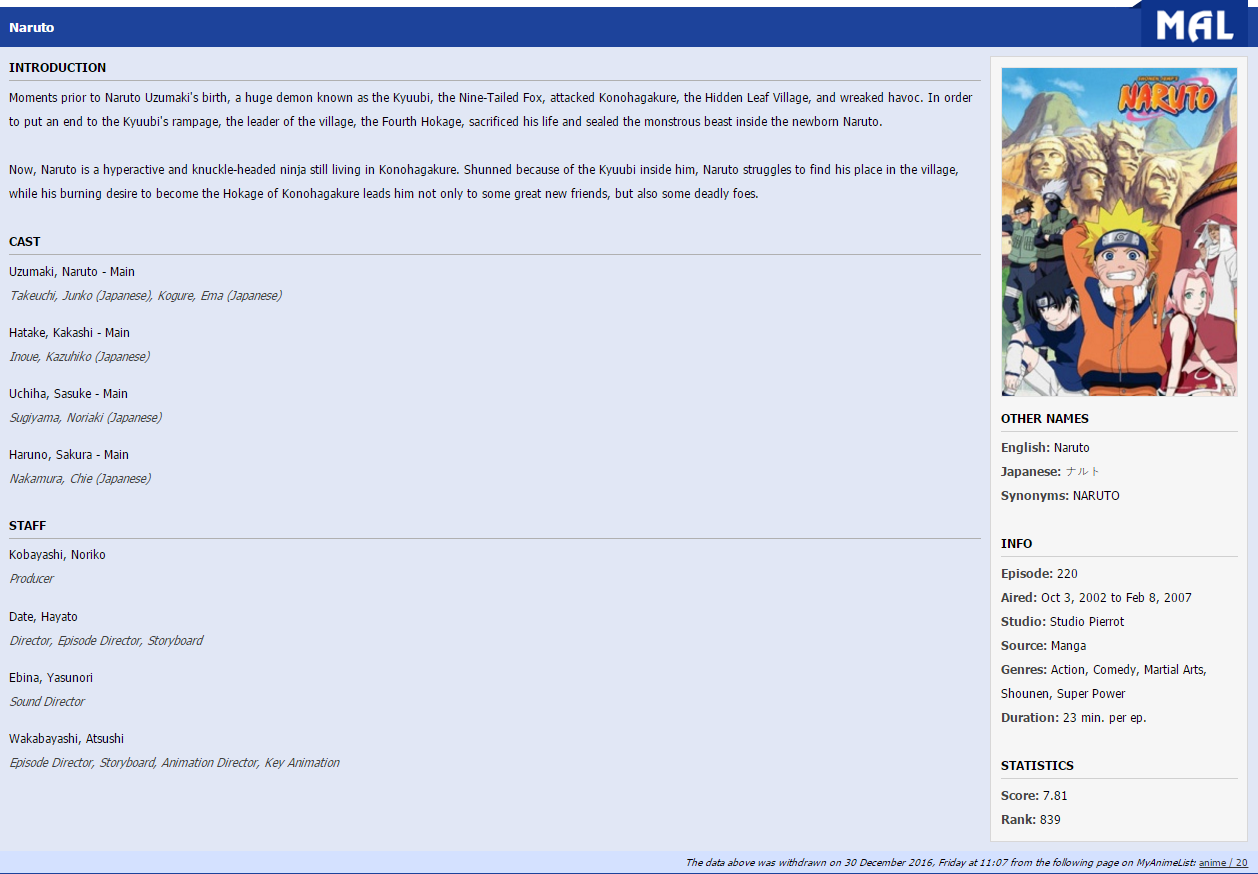 Naruto
MAL
INTRODUCTION
Moments prior to Naruto Uzumaki's birth, a huge demon known as the Kyuubi, the Nine-Tailed Fox, attacked Konohagakure, the Hidden Leaf Village, and wreaked havoc. In order
to put an end to the Kyuubi's rampage, the leader of the village, the Fourth Hokage, sacrificed his life and sealed the monstrous beast inside the newborn Naruto.
Now, Naruto is a hyperactive and knuckle-headed ninja still living in Konohagakure. Shunned because of the Kyuubi inside him, Naruto struggles to find his place in the village,
while his burning desire to become the Hokage of Konohagakure leads him not only to some great new friends, but also some deadly foes.
CAST
Uzumaki, Naruto - Main
Takeuchi, Junko (Japanese), Kogure, Ema (Japanese)
Hatake, Kakashi - Main
Inoue, Kazuhiko (Japanese)
Uchiha, Sasuke - Main
Sugiyama, Noriaki (Japanese)
Haruno, Sakura - Main
Nakamura, Chie (Japanese)
STAFF
Kobayashi, Noriko
Producer
Date, Hayato
Director, Episode Director, Storyboard
Ebina, Yasunori
Sound Director
Wakabayashi, Atsushi
Episode Director, Storyboard, Animation Director, Key Animation
NARUTO
OTHER NAMES
English: Naruto
Japanese: ナルト
Synonyms: NARUTO
INFO
Episode: 220
Aired: Oct 3, 2002 to Feb 8, 2007
Studio: Studio Pierrot
Source: Manga
Genres: Action, Comedy, Martial Arts,
Shounen, Super Power
Duration: 23 min. per ep.
STATISTICS
Score: 7.81
Rank: 839
The data above was withdrawn on 30 December 2016, Friday at 11:07 from the following page on MyAnimeList: anime / 20